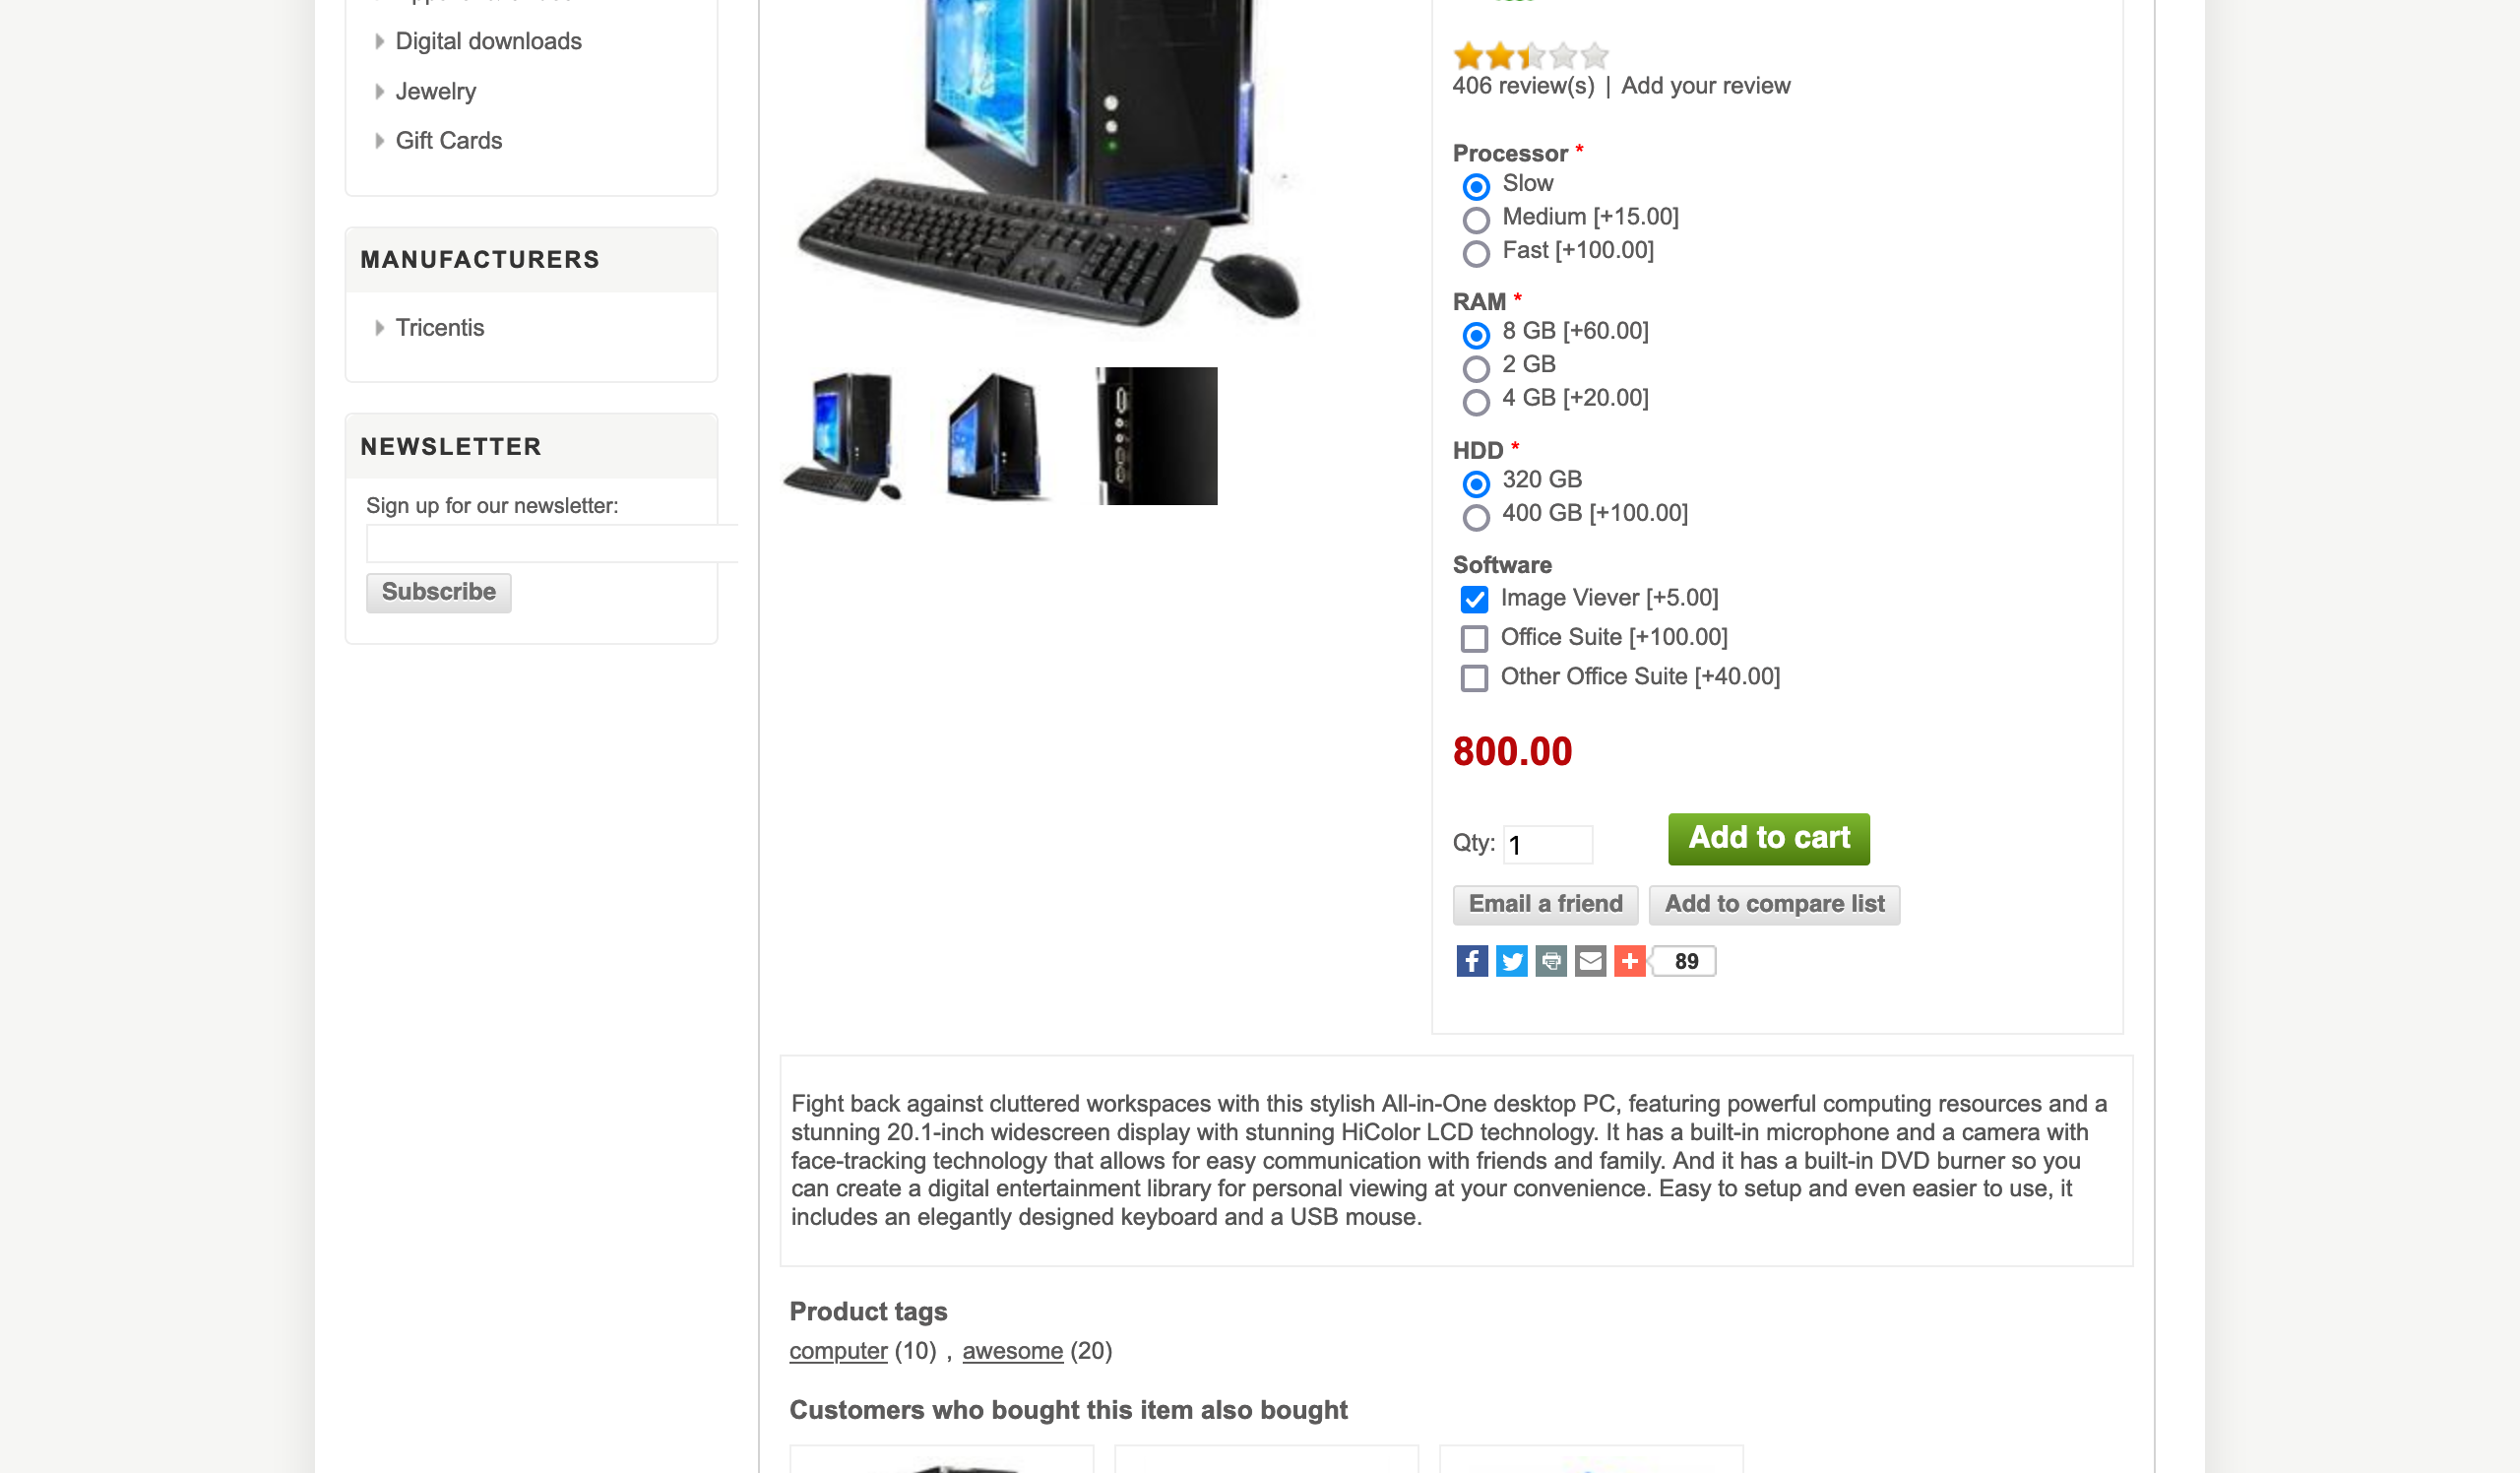 Digital downloads
Jewelry
Gift Cards
MANUFACTURERS
Tricentis
NEWSLETTER
Sign up for our newsletter:
Subscribe
406 review(s) | Add your review
Processor *
Slow
Medium [+15.00]
Fast [+100.00]
RAM *
8 GB [+60.00]
2 GB
4 GB [+20.00]
HDD *
320 GB
400 GB [+100.00]
Software
Image Viever [+5.00]
Office Suite [+100.00]
Other Office Suite [+40.00]
800.00
Qty: 1
Add to cart
Email a friend
Add to compare list
89
Fight back against cluttered workspaces with this stylish All-in-One desktop PC, featuring powerful computing resources and a
stunning 20.1-inch widescreen display with stunning HiColor LCD technology. It has a built-in microphone and a camera with
face-tracking technology that allows for easy communication with friends and family. And it has a built-in DVD burner so you
can create a digital entertainment library for personal viewing at your convenience. Easy to setup and even easier to use, it
includes an elegantly designed keyboard and a USB mouse.
Product tags
computer (10) , awesome (20)
Customers who bought this item also bought